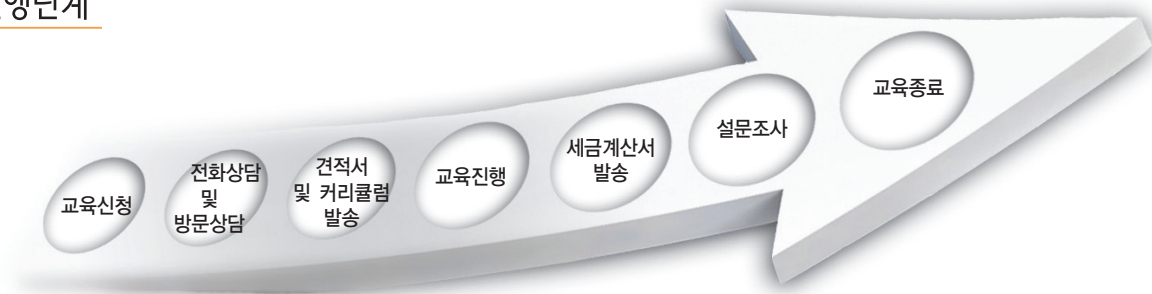 행단계
교육신청
전화상담
및
방문상담
견적서
및 커리큘럼
발송
교육진행
세금계산서
발송
설문조사
교육종료